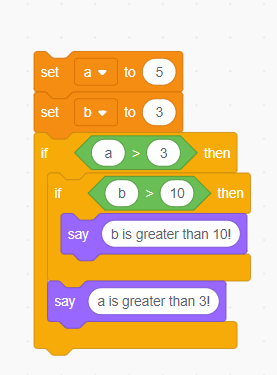 set a to 5
set b to 3
if a > 3 then
if b > 10 then
say b is greater than 10!
say a is greater than 3!